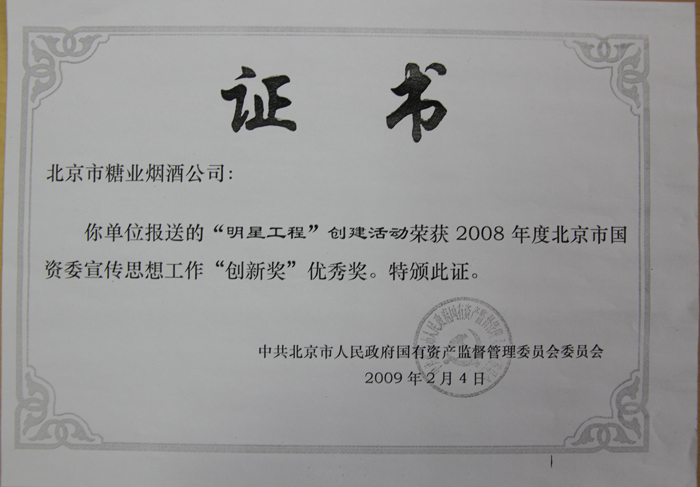 证 书
北京市糖业烟酒公司：
你单位报送的“明星工程”创建活动荣获 2008 年度北京市国
资委宣传思想工作“创新奖”优秀奖。特颁此证。
中共北京市人民政府国有资产监督管理委员会委员会
2009 年 2 月 4 日